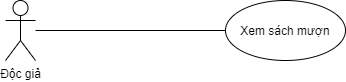 Xem sách mượn
Độc giả